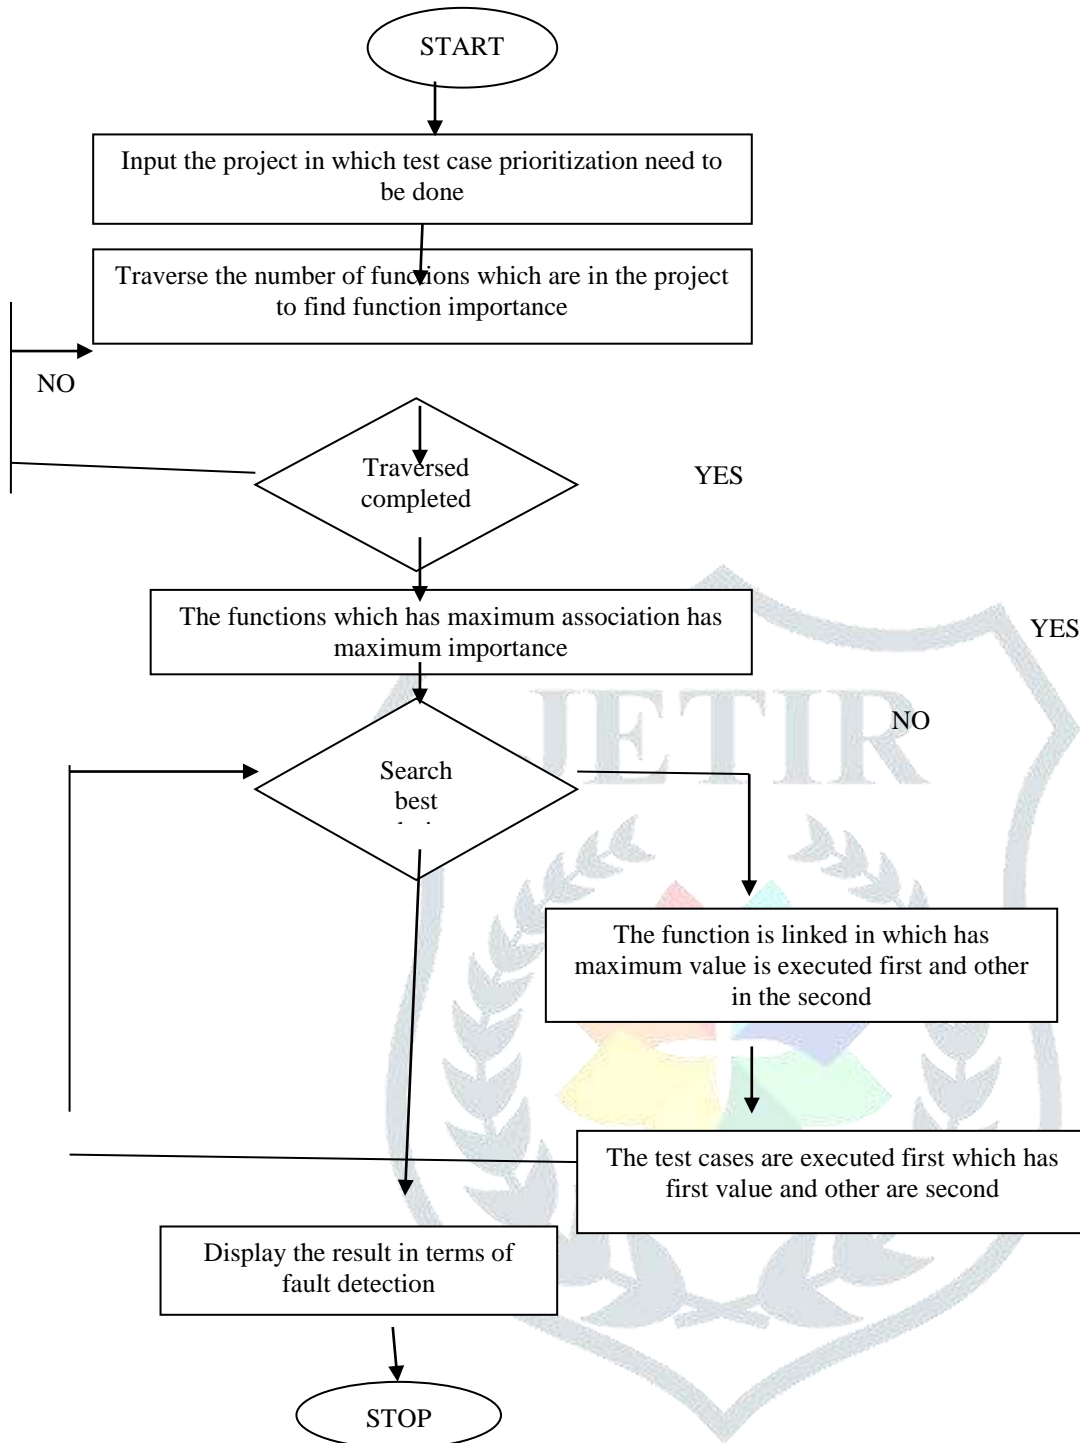 START
Input the project in which test case prioritization need to
be done
Traverse the number of functions which are in the project
to find function importance
NO
Traversed
completed
YES
The functions which has maximum association has
maximum importance
YES
JETIR
NO
Search
best
The function is linked in which has
maximum value is executed first and other
in the second
The test cases are executed first which has
first value and other are second
Display the result in terms of
fault detection
STOP